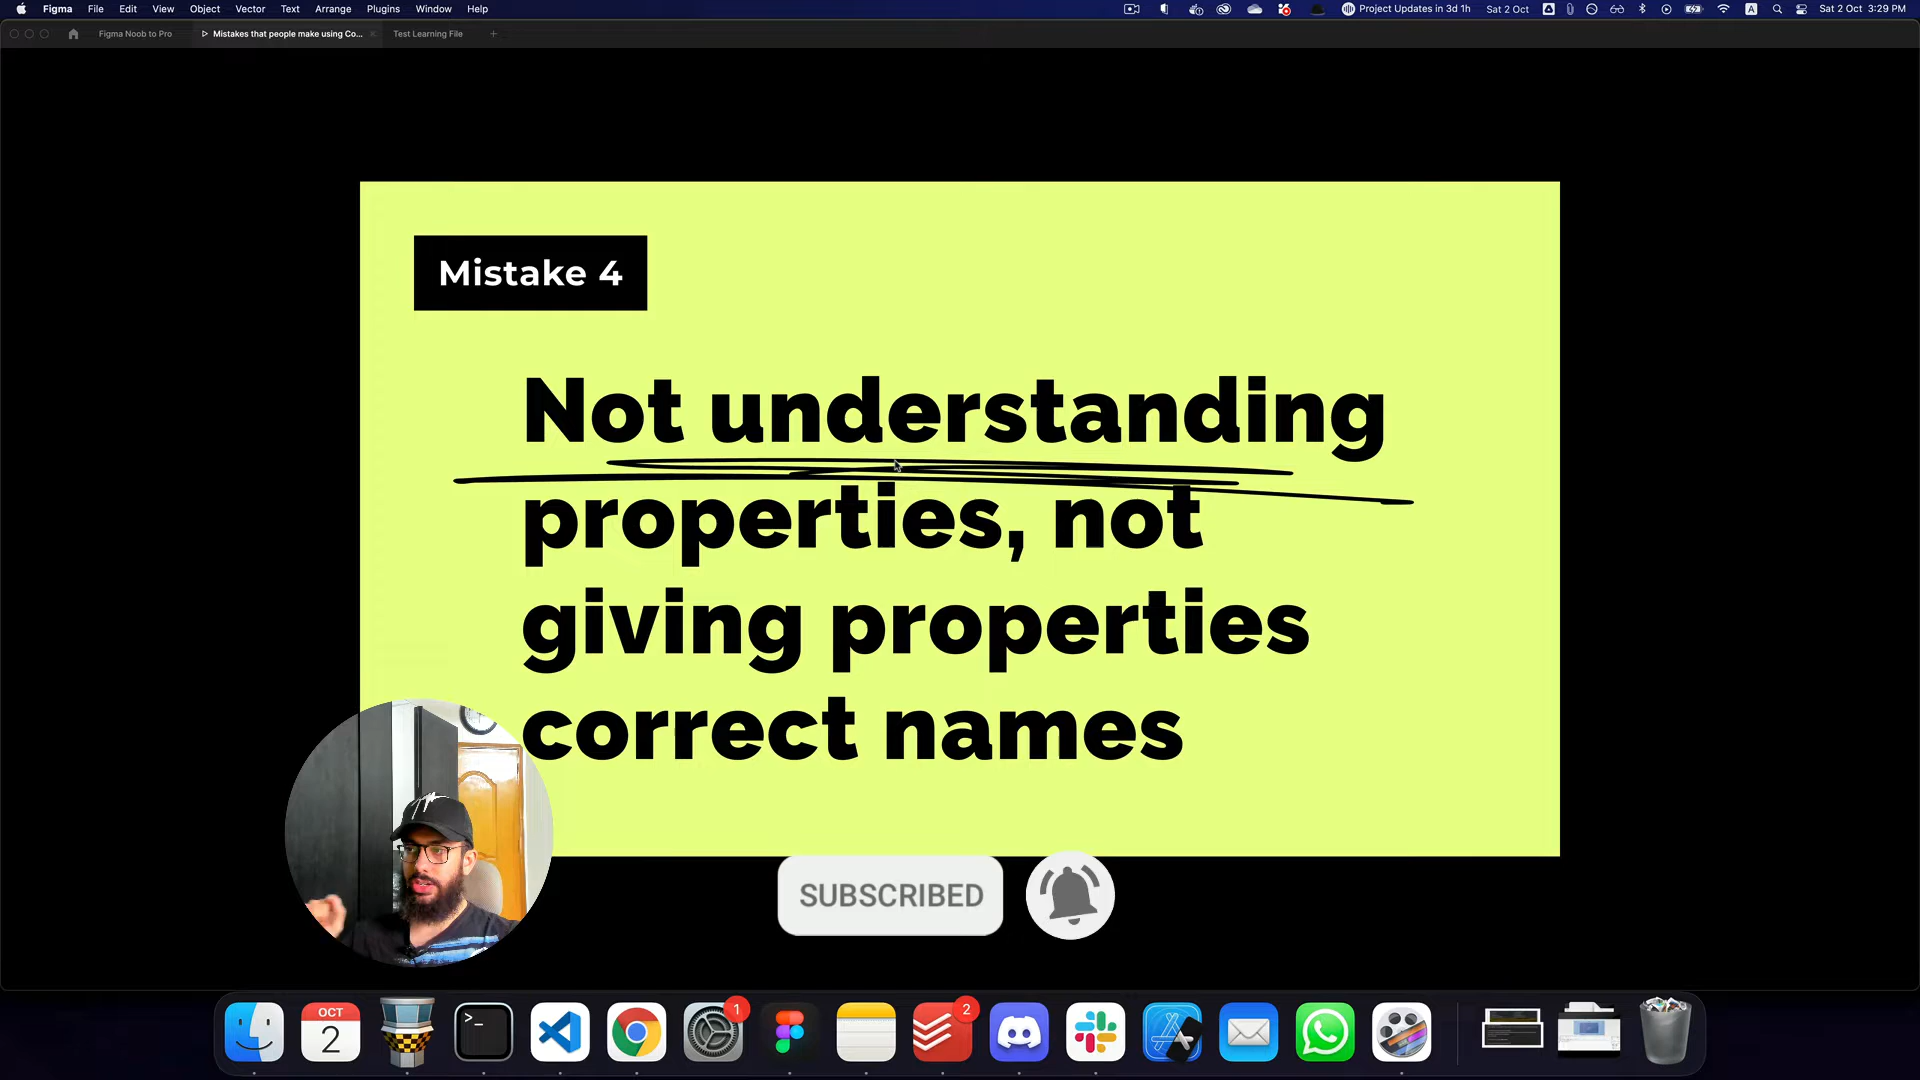 Figma File Edit View Object Vector Text Arrange Plugins Window Help Project Updates in 3d 1h Sat 2 Oct A Sat 2 Oct 3:29 PM
Figma Noob to Pro Mistakes that people make using Co... Test Learning File
Mistake 4
Not understanding
properties, not
giving properties
correct names
SUBSCRIBED
OCT
2
>_
1
2